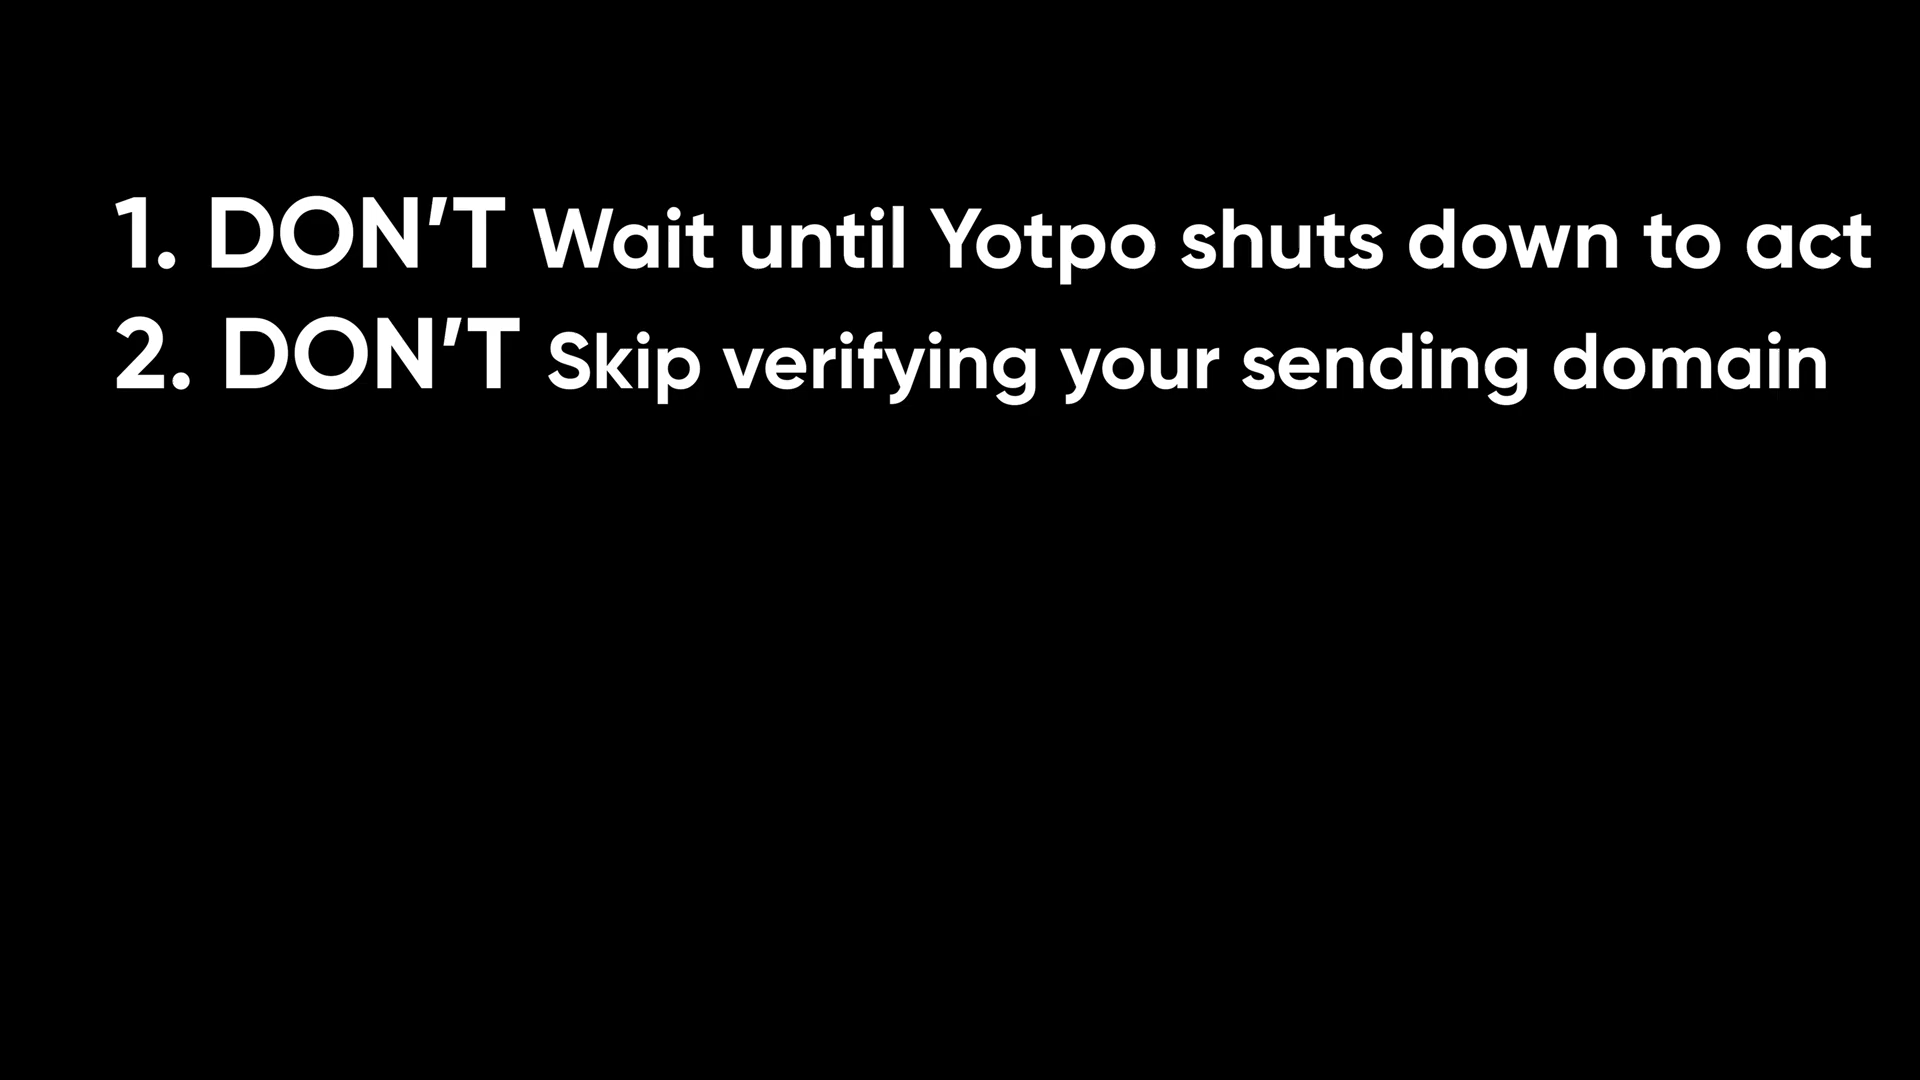 1. DON’T Wait until Yotpo shuts down to act
2. DON’T Skip verifying your sending domain